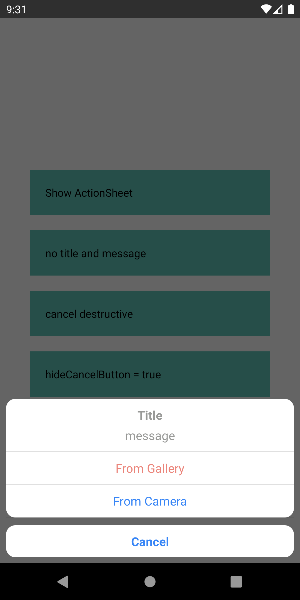 9:31
Show ActionSheet
no title and message
cancel destructive
hideCancelButton = true
Title
message
From Gallery
From Camera
Cancel